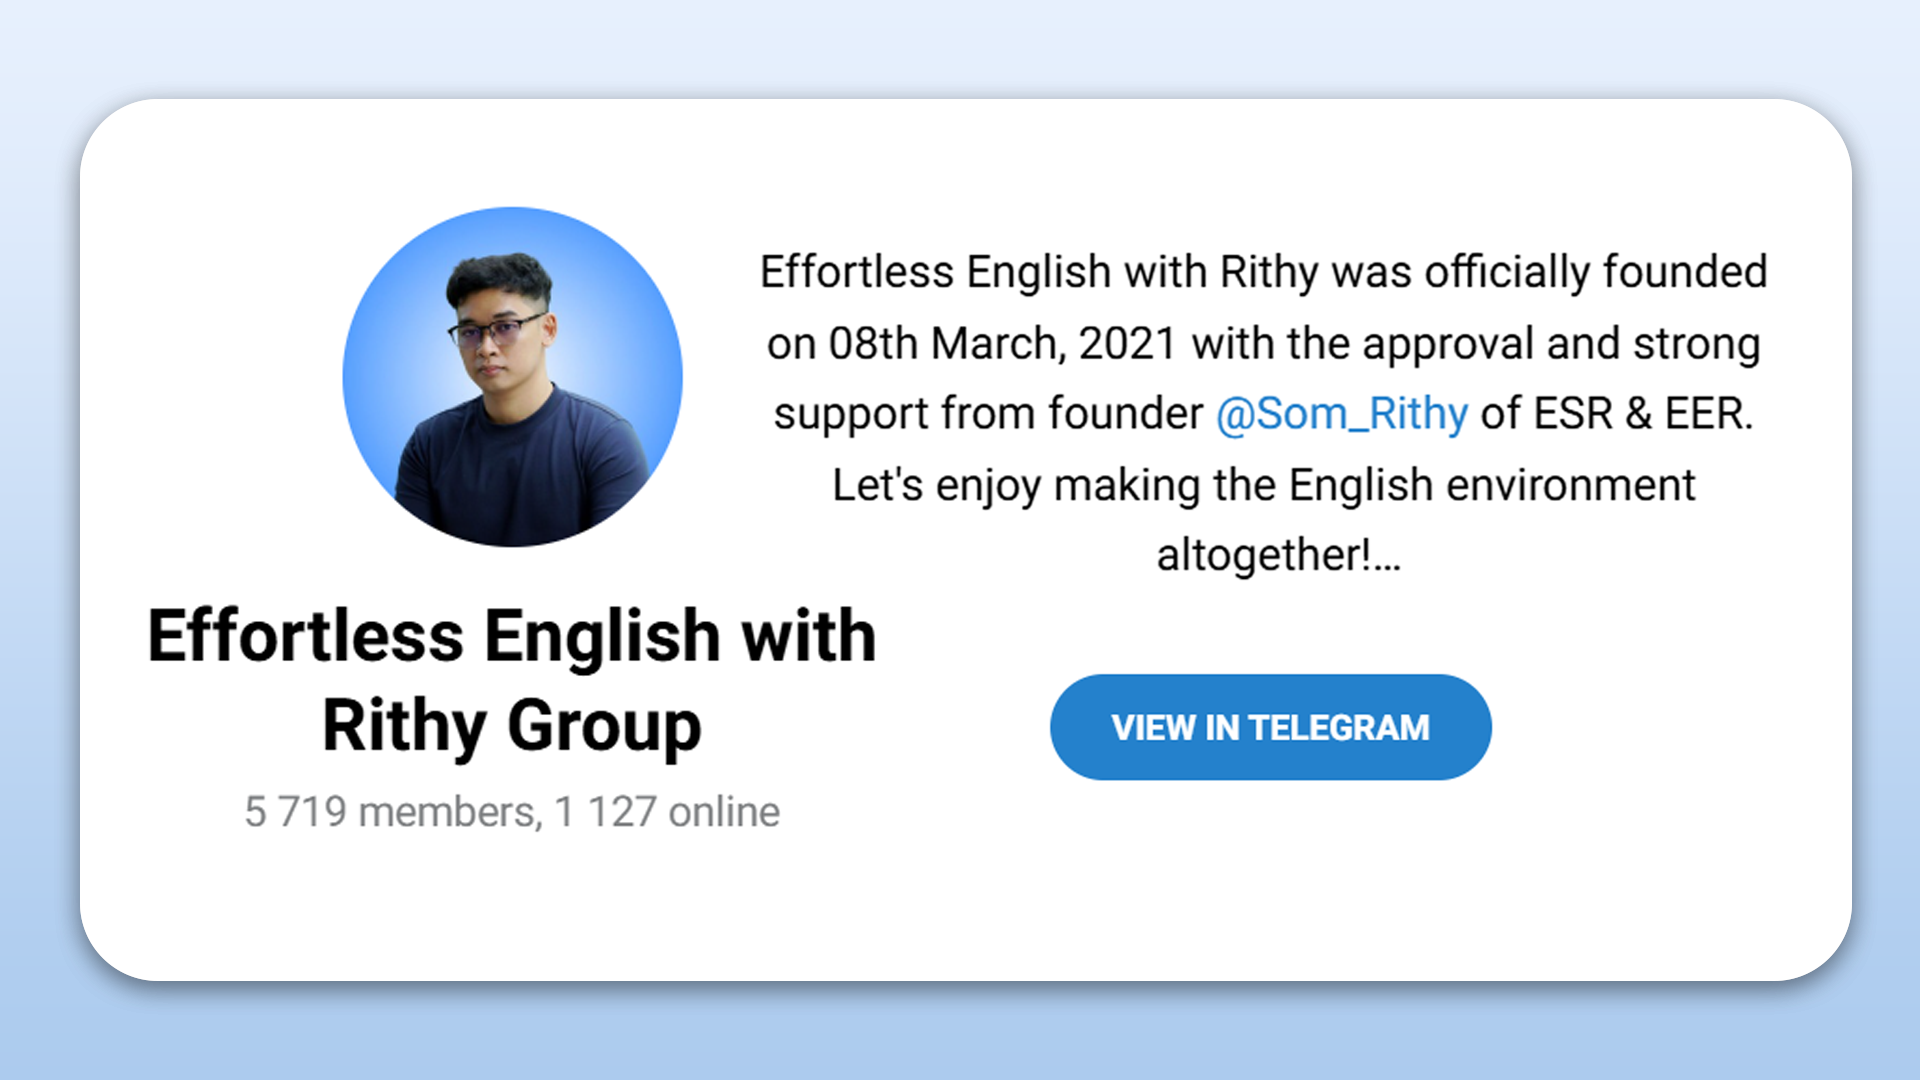 Effortless English with
Rithy Group
5 719 members, 1 127 online
Effortless English with Rithy was officially founded
on 08th March, 2021 with the approval and strong
support from founder @Som_Rithy of ESR & EER.
Let's enjoy making the English environment
altogether!...
VIEW IN TELEGRAM